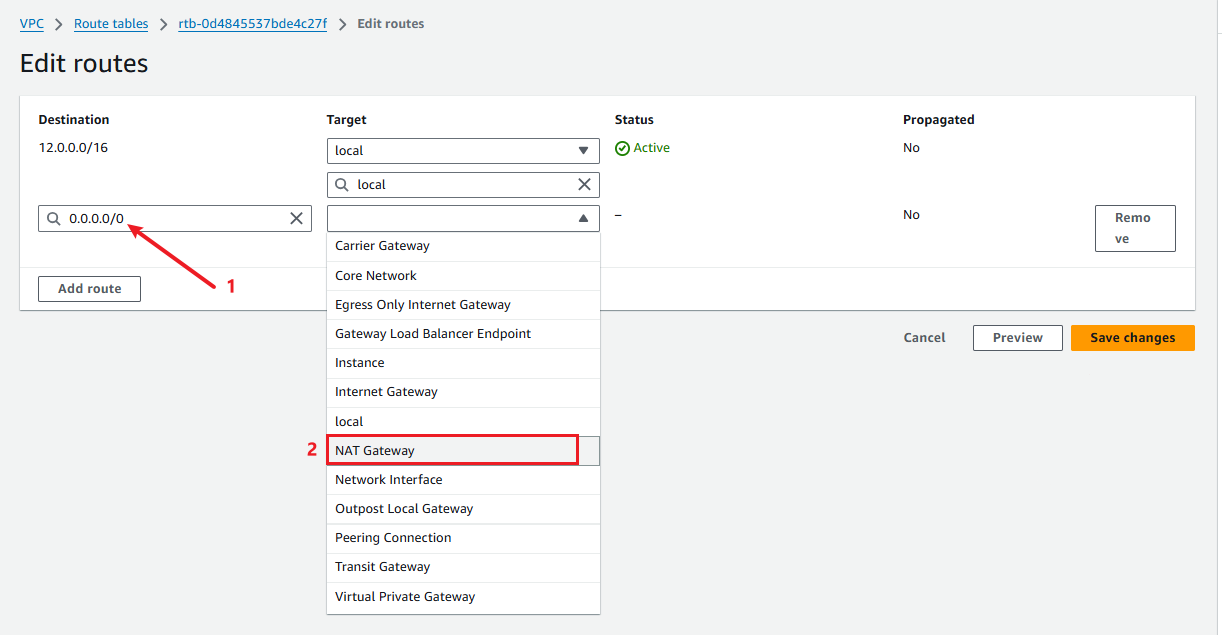 VPC > Route tables > rtb-0d4845537bde4c27f > Edit routes
Edit routes
Destination Target Status Propagated
12.0.0.0/16 local Active No
local
0.0.0.0/0 – No Remo
ve
1
Add route
Carrier Gateway
Core Network
Egress Only Internet Gateway
Gateway Load Balancer Endpoint
Instance
Internet Gateway
local
2 NAT Gateway
Network Interface
Outpost Local Gateway
Peering Connection
Transit Gateway
Virtual Private Gateway
Cancel Preview Save changes